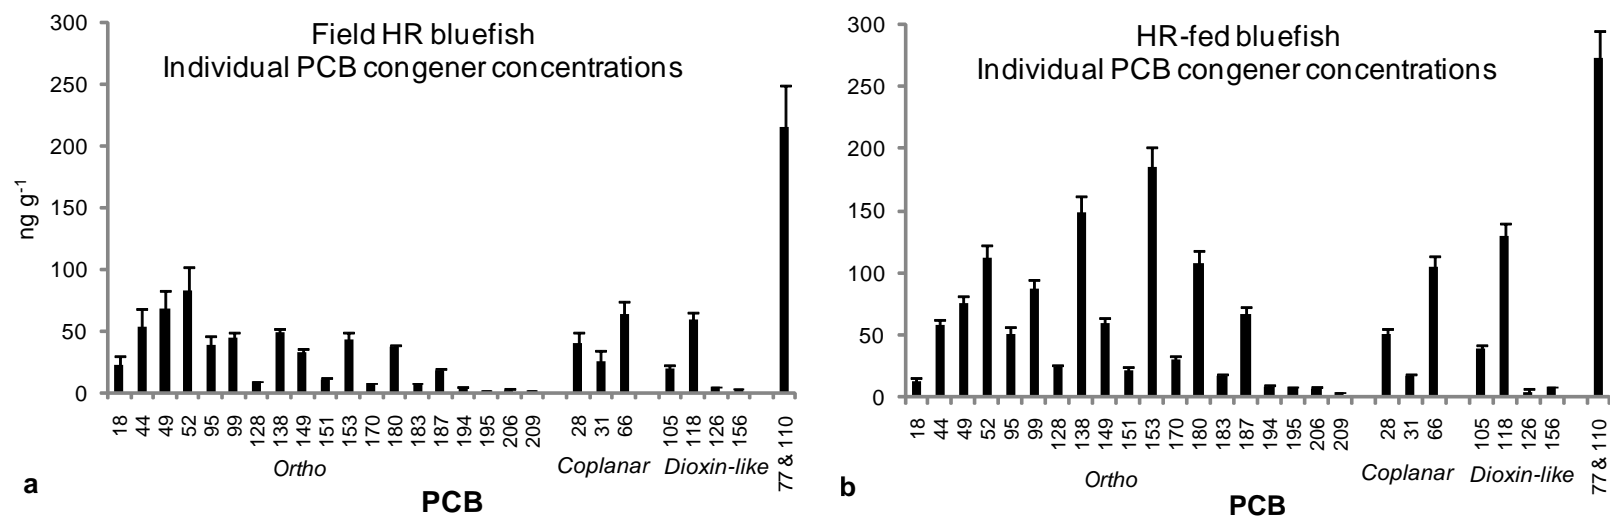 Field HR bluefish
Individual PCB congener concentrations
300
250
200
150
100
50
0
ng g-1
18 44 49 52 95 99 128 138 149 151 153 170 180 183 187 194 195 206 209 28 31 66 105 118 126 156 77 & 110
Ortho Coplanar Dioxin-like
a
PCB
HR-fed bluefish
Individual PCB congener concentrations
300
250
200
150
100
50
0
18 44 49 52 95 99 128 138 149 151 153 170 180 183 187 194 195 206 209 28 31 66 105 118 126 156 77 & 110
Ortho Coplanar Dioxin-like
b
PCB